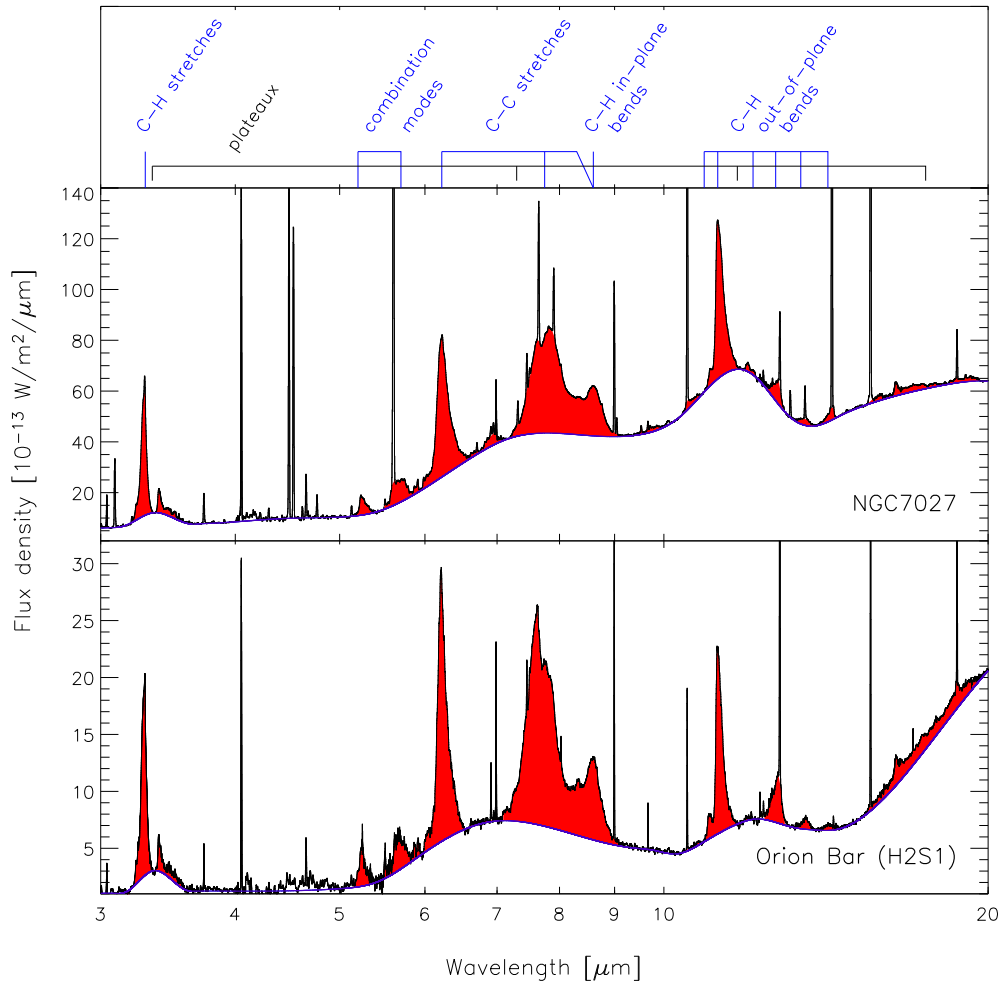 C-H stretches
plateaux
combination
modes
C-C stretches
C-H in-plane
bends
C-H
out-of-plane
bends
Flux density [10⁻¹³ W/m²/μm]
140
120
100
80
60
40
20
NGC7027
30
25
20
15
10
5
Orion Bar (H2S1)
3
4
5
6
7
8
9
10
20
Wavelength [μm]